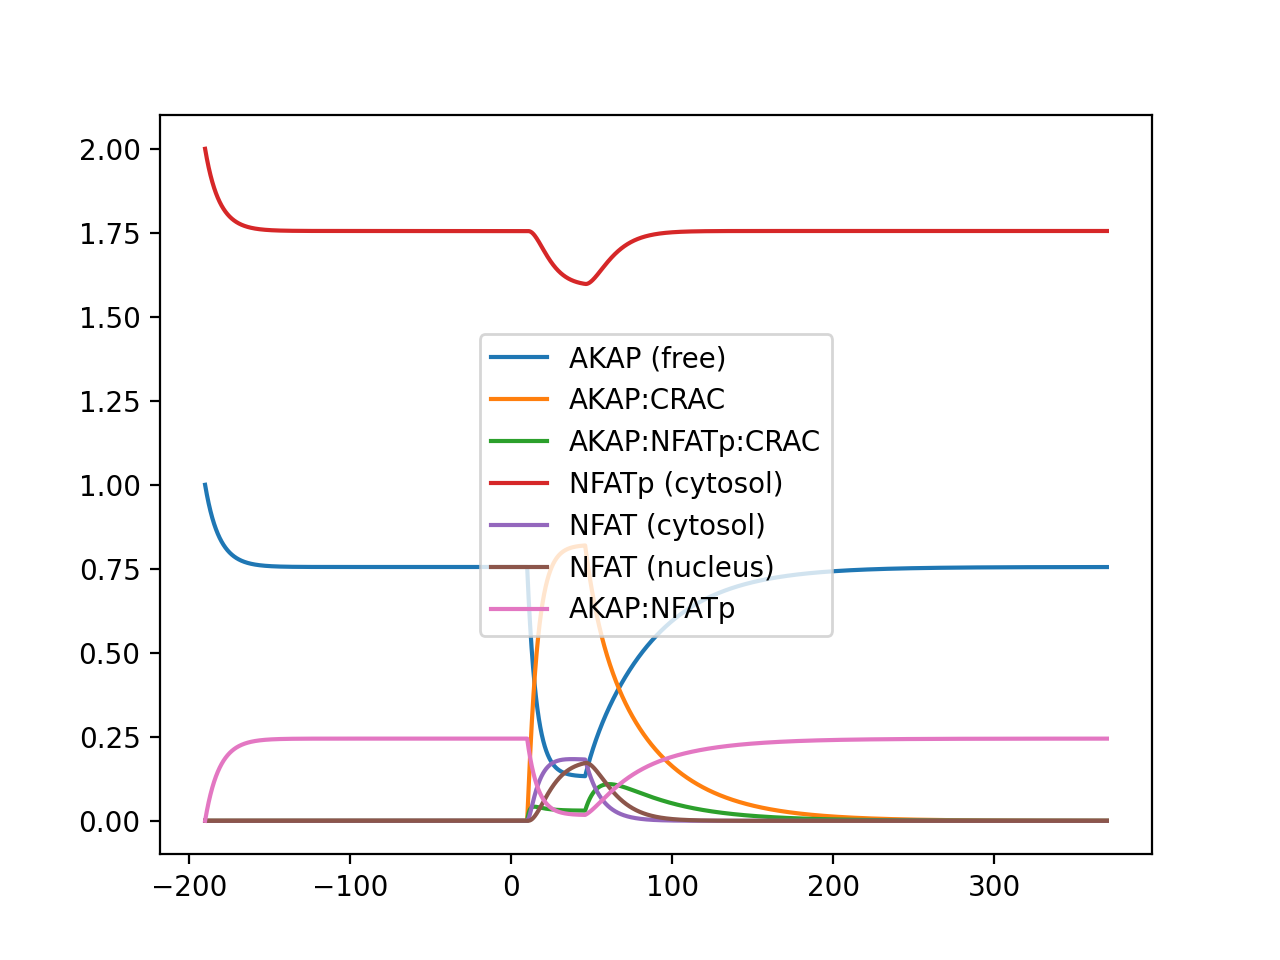 2.00
1.75
1.50
1.25
1.00
0.75
0.50
0.25
0.00
AKAP (free)
AKAP:CRAC
AKAP:NFATp:CRAC
NFATp (cytosol)
NFAT (cytosol)
NFAT (nucleus)
AKAP:NFATp
−200 −100 0 100 200 300